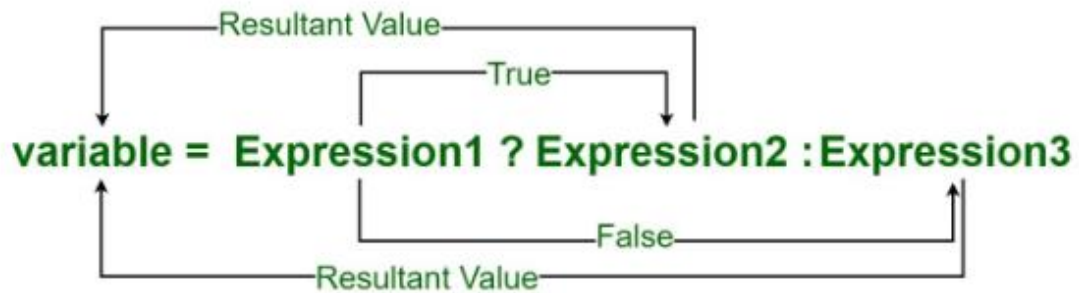 Resultant Value
True
variable = Expression1 ? Expression2 : Expression3
False
Resultant Value